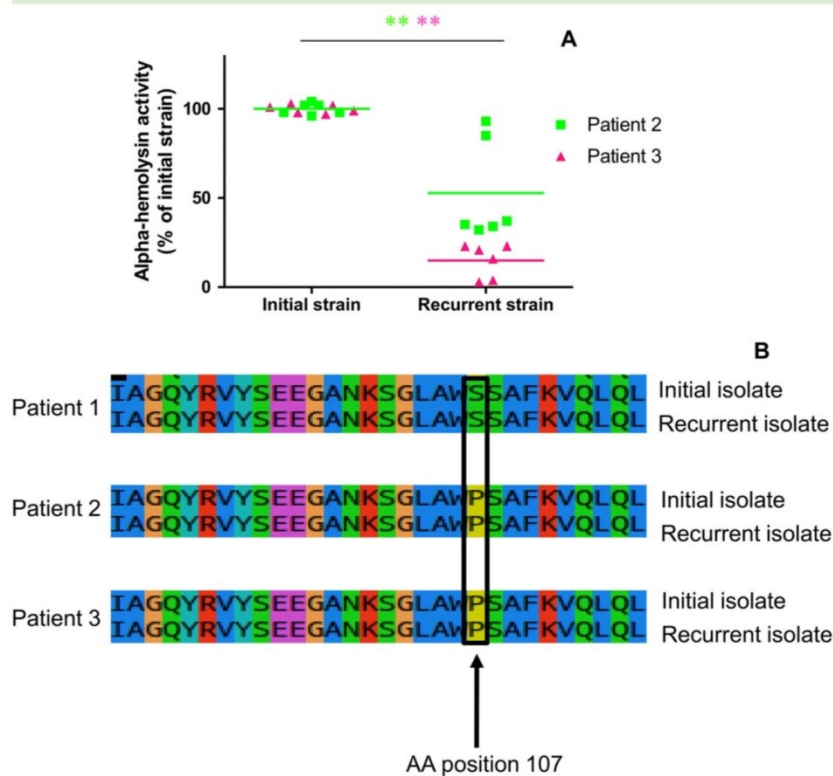 ** **
A
Alpha-hemolysin activity
(% of initial strain)
100
50
0
Initial strain
Recurrent strain
Patient 2
Patient 3
B
Patient 1
IAGQYRVYSEEGANKSGLAWSSAFKVQLQL
Initial isolate
IAGQYRVYSEEGANKSGLAWSSAFKVQLQL
Recurrent isolate
Patient 2
IAGQYRVYSEEGANKSGLAWPSAFKVQLQL
Initial isolate
IAGQYRVYSEEGANKSGLAWPSAFKVQLQL
Recurrent isolate
Patient 3
IAGQYRVYSEEGANKSGLAWPSAFKVQLQL
Initial isolate
IAGQYRVYSEEGANKSGLAWPSAFKVQLQL
Recurrent isolate
AA position 107